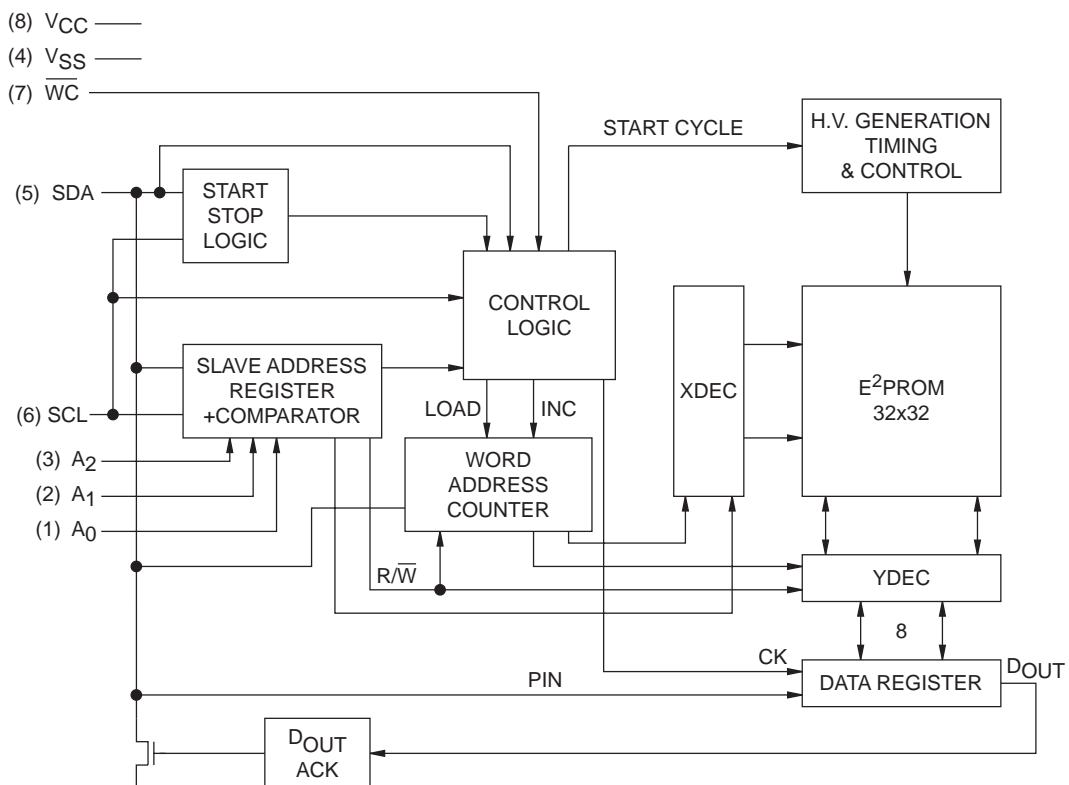 (8) VCC
(4) VSS
(7) W̅C̅
START CYCLE
H.V. GENERATION
TIMING
& CONTROL
(5) SDA
START
STOP
LOGIC
CONTROL
LOGIC
SLAVE ADDRESS
REGISTER
+COMPARATOR
(6) SCL
LOAD
INC
XDEC
E²PROM
32x32
(3) A2
(2) A1
(1) A0
WORD
ADDRESS
COUNTER
R/W̅
YDEC
8
CK
PIN
DATA REGISTER
DOUT
DOUT
ACK